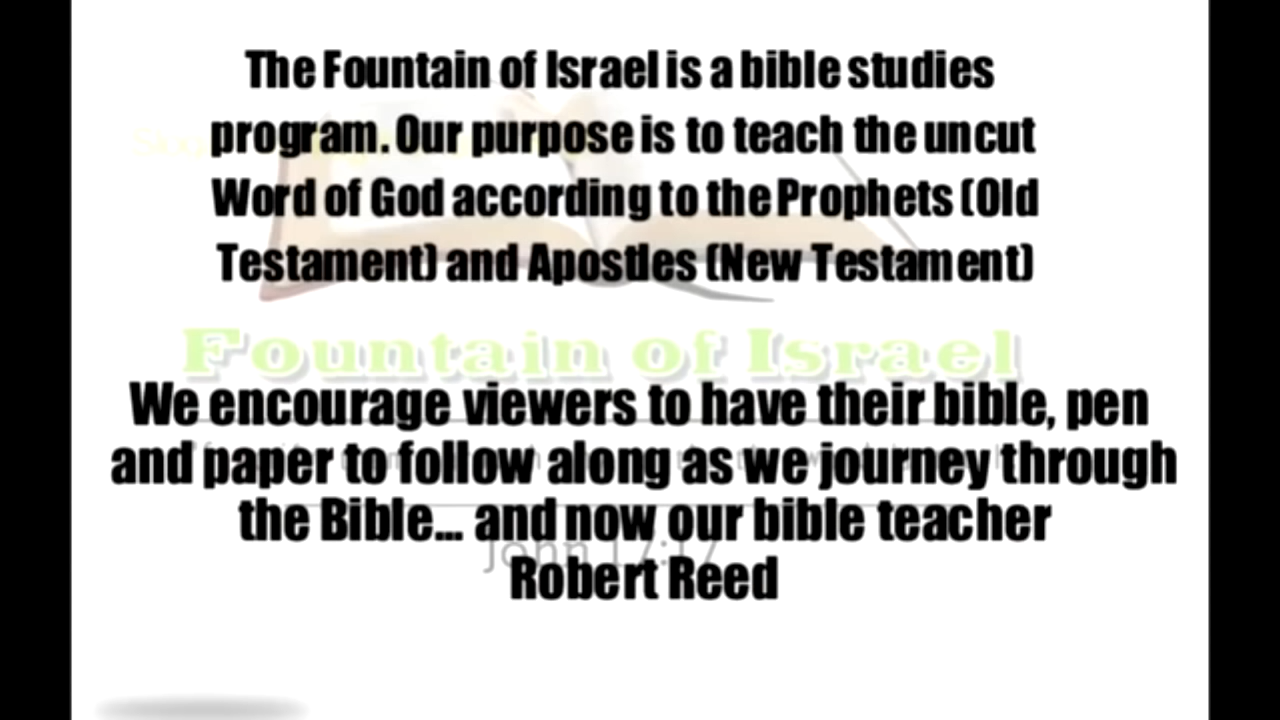 The Fountain of Israel is a bible studies
program. Our purpose is to teach the uncut
Word of God according to the Prophets (Old
Testament) and Apostles (New Testament)
Fountain of Israel
We encourage viewers to have their bible, pen
and paper to follow along as we journey through
the Bible... and now our bible teacher
John 17:17
Robert Reed